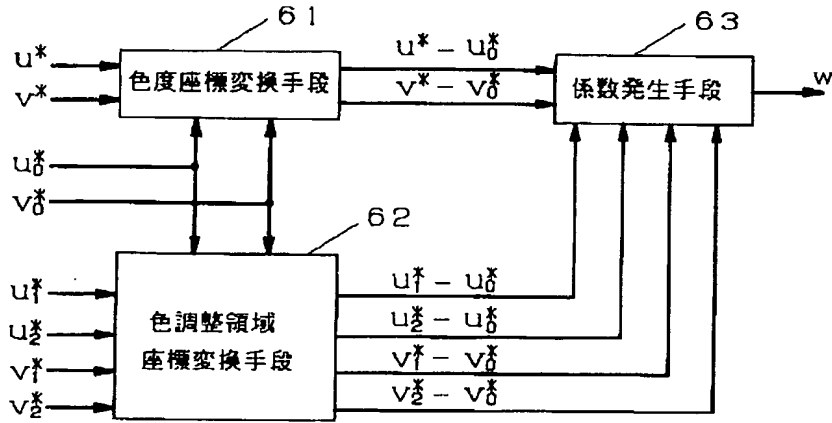 61
u*
v*
色度座標変換手段
u* − u₀*
v* − v₀*
63
係数発生手段
w
u₀*
v₀*
62
u₁*
u₂*
v₁*
v₂*
色調整領域
座標変換手段
u₁* − u₀*
u₂* − u₀*
v₁* − v₀*
v₂* − v₀*